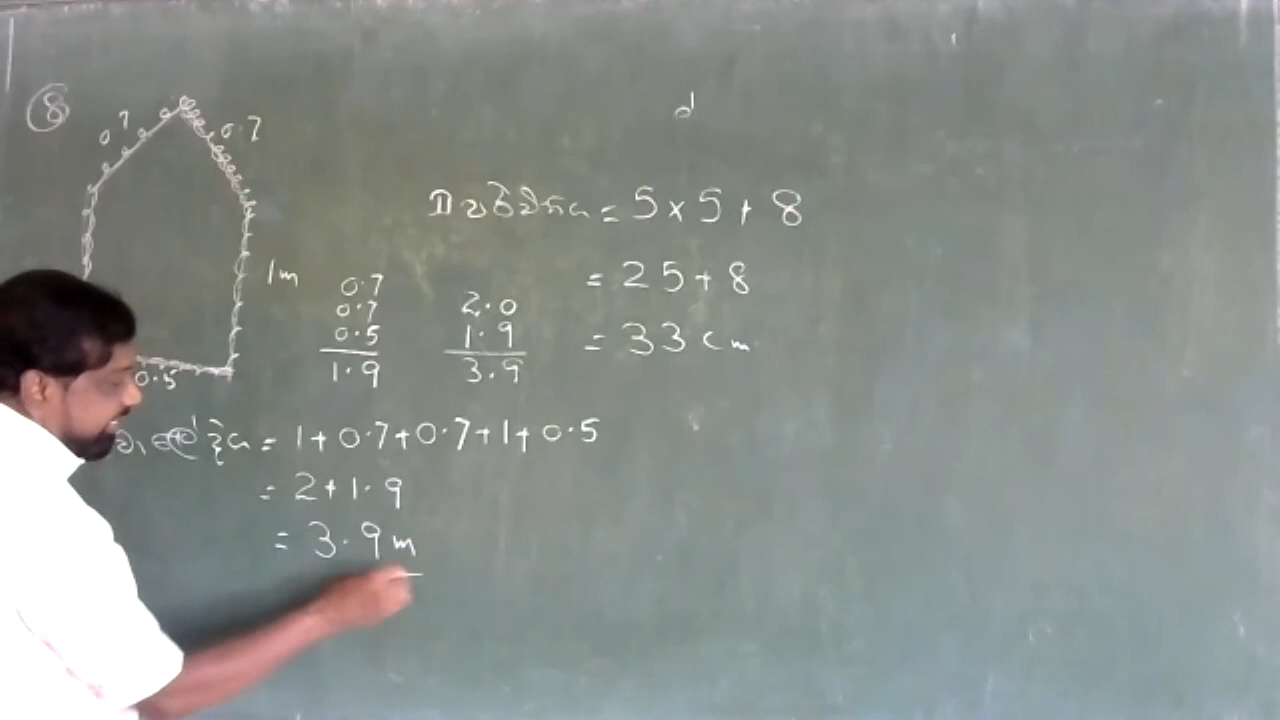 8
0.7
0.7
1m
0.5
0.7
0.7
0.5
1.9
2.0
1.9
3.9
= 1 + 0.7 + 0.7 + 1 + 0.5
= 2 + 1.9
= 3.9 m
d
= 5 × 5 + 8
= 25 + 8
= 33 cm